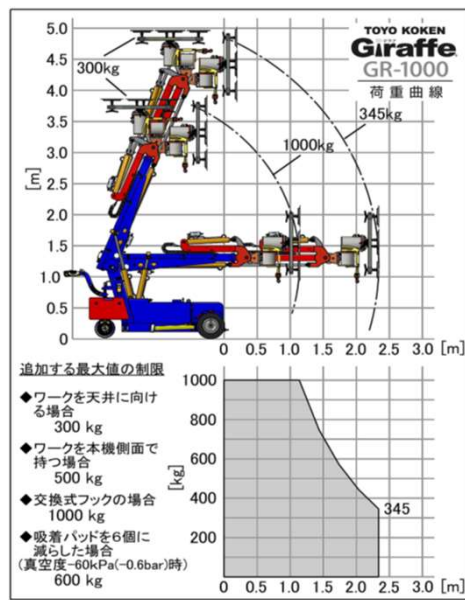 TOYO KOKEN
Giraffe
GR-1000
荷重曲線
5.0
4.5
4.0
3.5
3.0
2.5
2.0
1.5
1.0
0.5
0
[m]
300kg
300kg
345kg
1000kg
0 0.5 1.0 1.5 2.0 2.5 3.0 [m]
追加する最大値の制限
◆ワークを天井に向け
る場合
300 kg
◆ワークを本機側面で
持つ場合
500 kg
◆交換式フックの場合
1000 kg
◆吸着パッドを6個に
減らした場合
(真空度-60kPa(-0.6bar)時)
600 kg
1000
800
600
400
200
[kg]
345
0 0.5 1.0 1.5 2.0 2.5 3.0 [m]